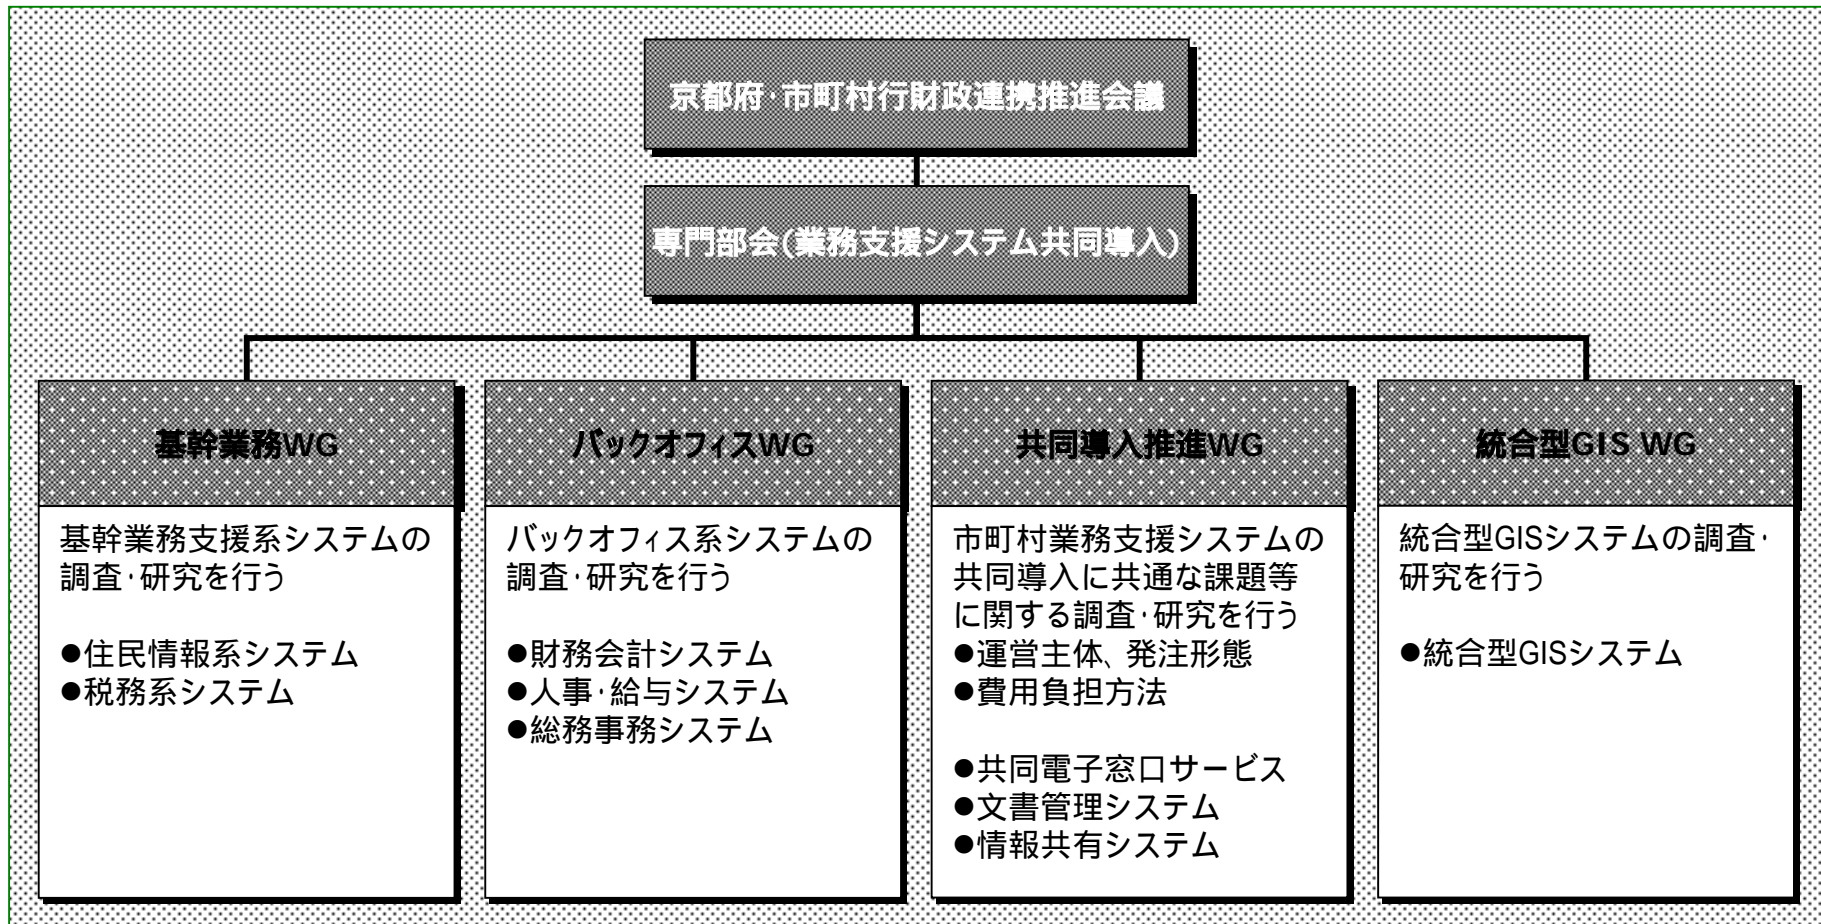 京都府・市町村行財政連携推進会議
専門部会(業務支援システム共同導入)
基幹業務WG
基幹業務支援系システムの
調査・研究を行う
●住民情報系システム
●税務系システム
バックオフィスWG
バックオフィス系システムの
調査・研究を行う
●財務会計システム
●人事・給与システム
●総務事務システム
共同導入推進WG
市町村業務支援システムの
共同導入に共通な課題等
に関する調査・研究を行う
●運営主体、発注形態
●費用負担方法
●共同電子窓口サービス
●文書管理システム
●情報共有システム
統合型GIS WG
統合型GISシステムの調査・
研究を行う
●統合型GISシステム